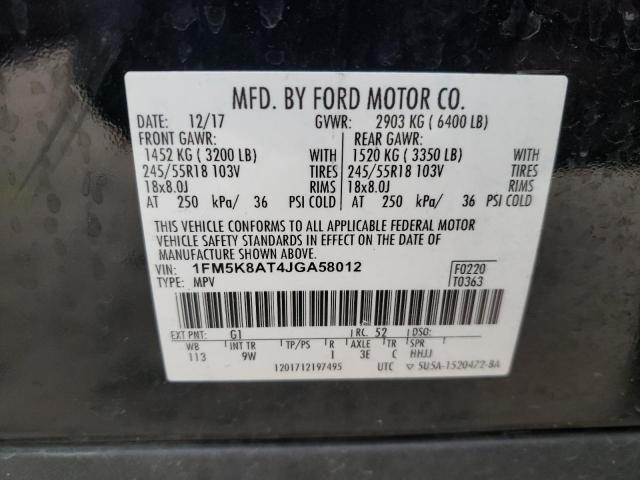 MFD. BY FORD MOTOR CO.
DATE: 12/17 GVWR: 2903 KG ( 6400 LB)
FRONT GAWR: REAR GAWR:
1452 KG ( 3200 LB) WITH 1520 KG ( 3350 LB) WITH
245/55R18 103V TIRES 245/55R18 103V TIRES
18x8.0J RIMS 18x8.0J RIMS
AT 250 kPa/ 36 PSI COLD AT 250 kPa/ 36 PSI COLD
THIS VEHICLE CONFORMS TO ALL APPLICABLE FEDERAL MOTOR
VEHICLE SAFETY STANDARDS IN EFFECT ON THE DATE OF
MANUFACTURE SHOWN ABOVE.
VIN: 1FM5K8AT4JGA58012 F0220
TYPE: MPV T0363
EXT PNT: G1 RC: 52 DSO:
WB INT TR TP/PS R AXLE TR SPR
113 9W 1 3E C HHJJ
1201712197495 UTC ▽ 5U5A-1520472-BA